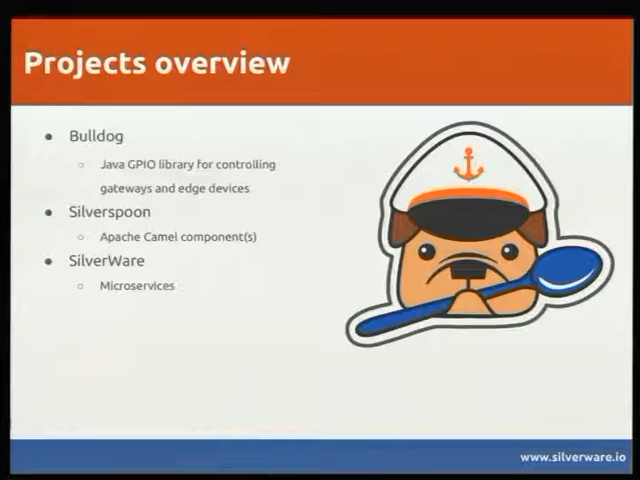 Projects overview
● Bulldog
○ Java GPIO library for controlling
gateways and edge devices
● Silverspoon
○ Apache Camel component(s)
● SilverWare
○ Microservices
www.silverware.io